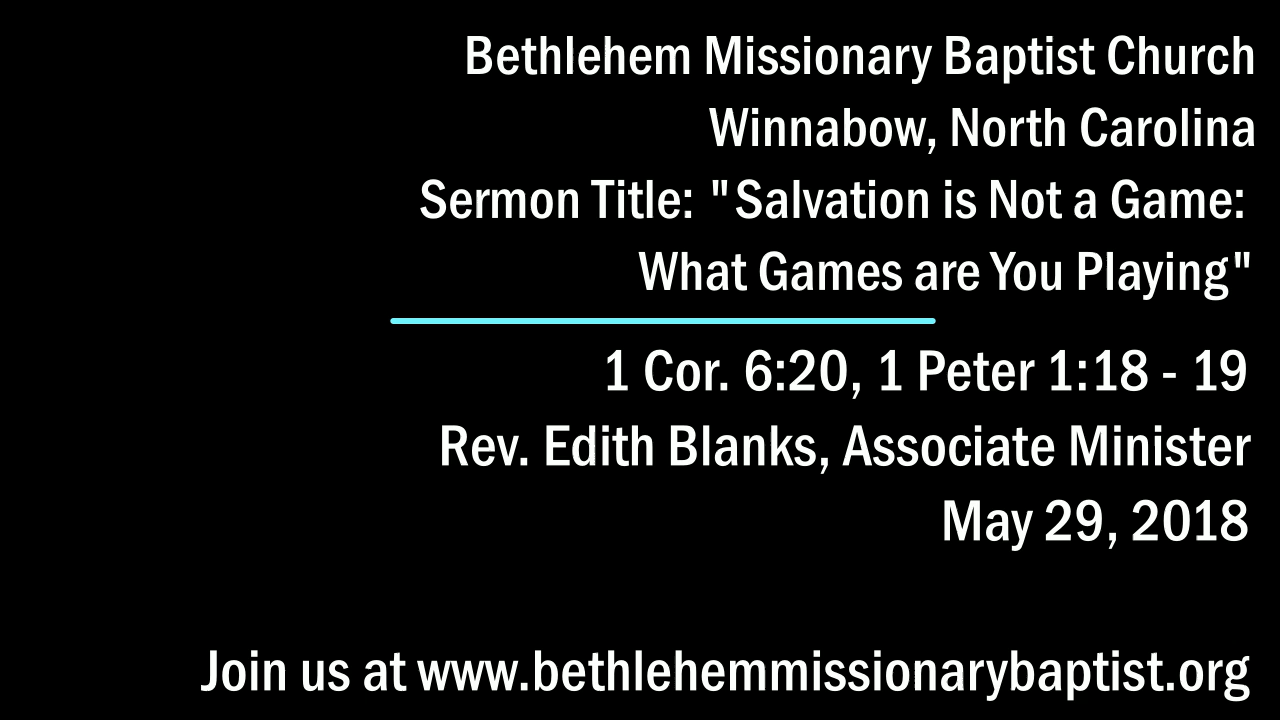 Bethlehem Missionary Baptist Church
Winnabow, North Carolina
Sermon Title: "Salvation is Not a Game:
What Games are You Playing"
1 Cor. 6:20, 1 Peter 1:18 - 19
Rev. Edith Blanks, Associate Minister
May 29, 2018
Join us at www.bethlehemmissionarybaptist.org